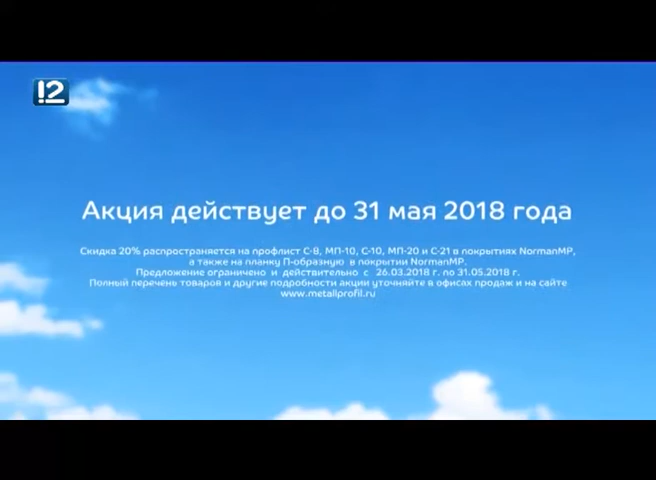 12
Акция действует до 31 мая 2018 года
Скидка 20% распространяется на профлист С-8, МП-10, С-10, МП-20 и С-21 в покрытиях NormanMP,
а также на планку П-образную в покрытии NormanMP.
Предложение ограничено и действительно с 26.03.2018 г. по 31.05.2018 г.
Полный перечень товаров и другие подробности акции уточняйте в офисах продаж и на сайте
www.metallprofil.ru